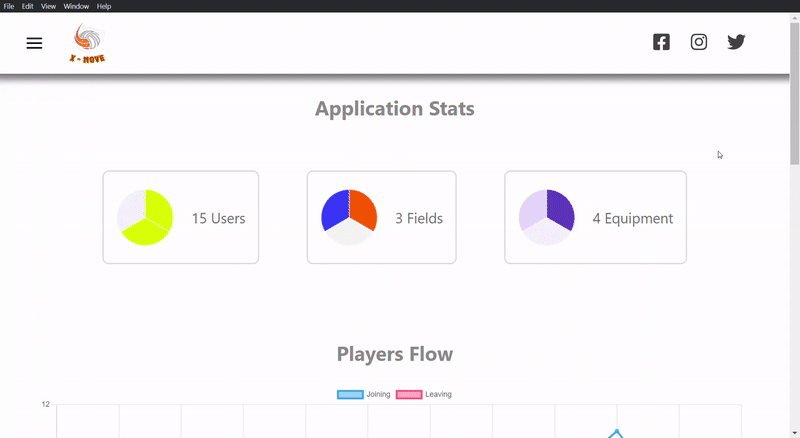 File Edit View Window Help
X - MOVE
Application Stats
15 Users
3 Fields
4 Equipment
Players Flow
Joining Leaving
12